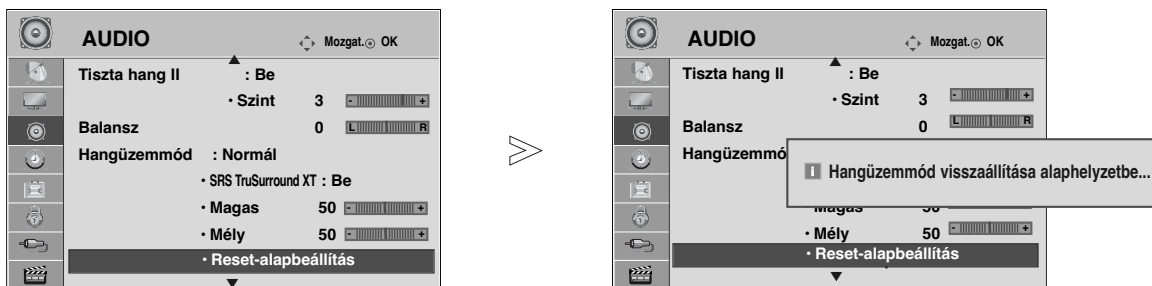 AUDIO Mozgat. OK
Tiszta hang II : Be
• Szint 3 - +
Balansz 0 L R
Hangüzemmód : Normál
• SRS TruSurround XT : Be
• Magas 50 - +
• Mély 50 - +
• Reset-alapbeállítás
AUDIO Mozgat. OK
Tiszta hang II : Be
• Szint 3 - +
Balansz 0 L R
Hangüzemmó
Hangüzemmód visszaállítása alaphelyzetbe...
• Magas 50
• Mély 50 - +
• Reset-alapbeállítás